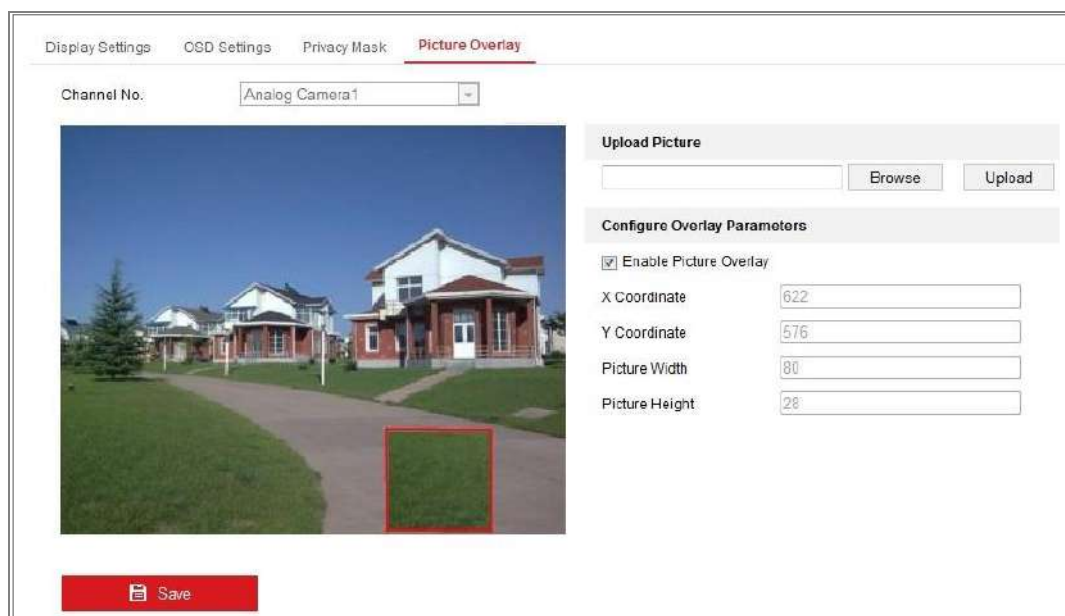 Display Settings OSD Settings Privacy Mask Picture Overlay
Channel No. Analog Camera1
Upload Picture
Browse Upload
Configure Overlay Parameters
Enable Picture Overlay
X Coordinate 622
Y Coordinate 576
Picture Width 80
Picture Height 28
Save